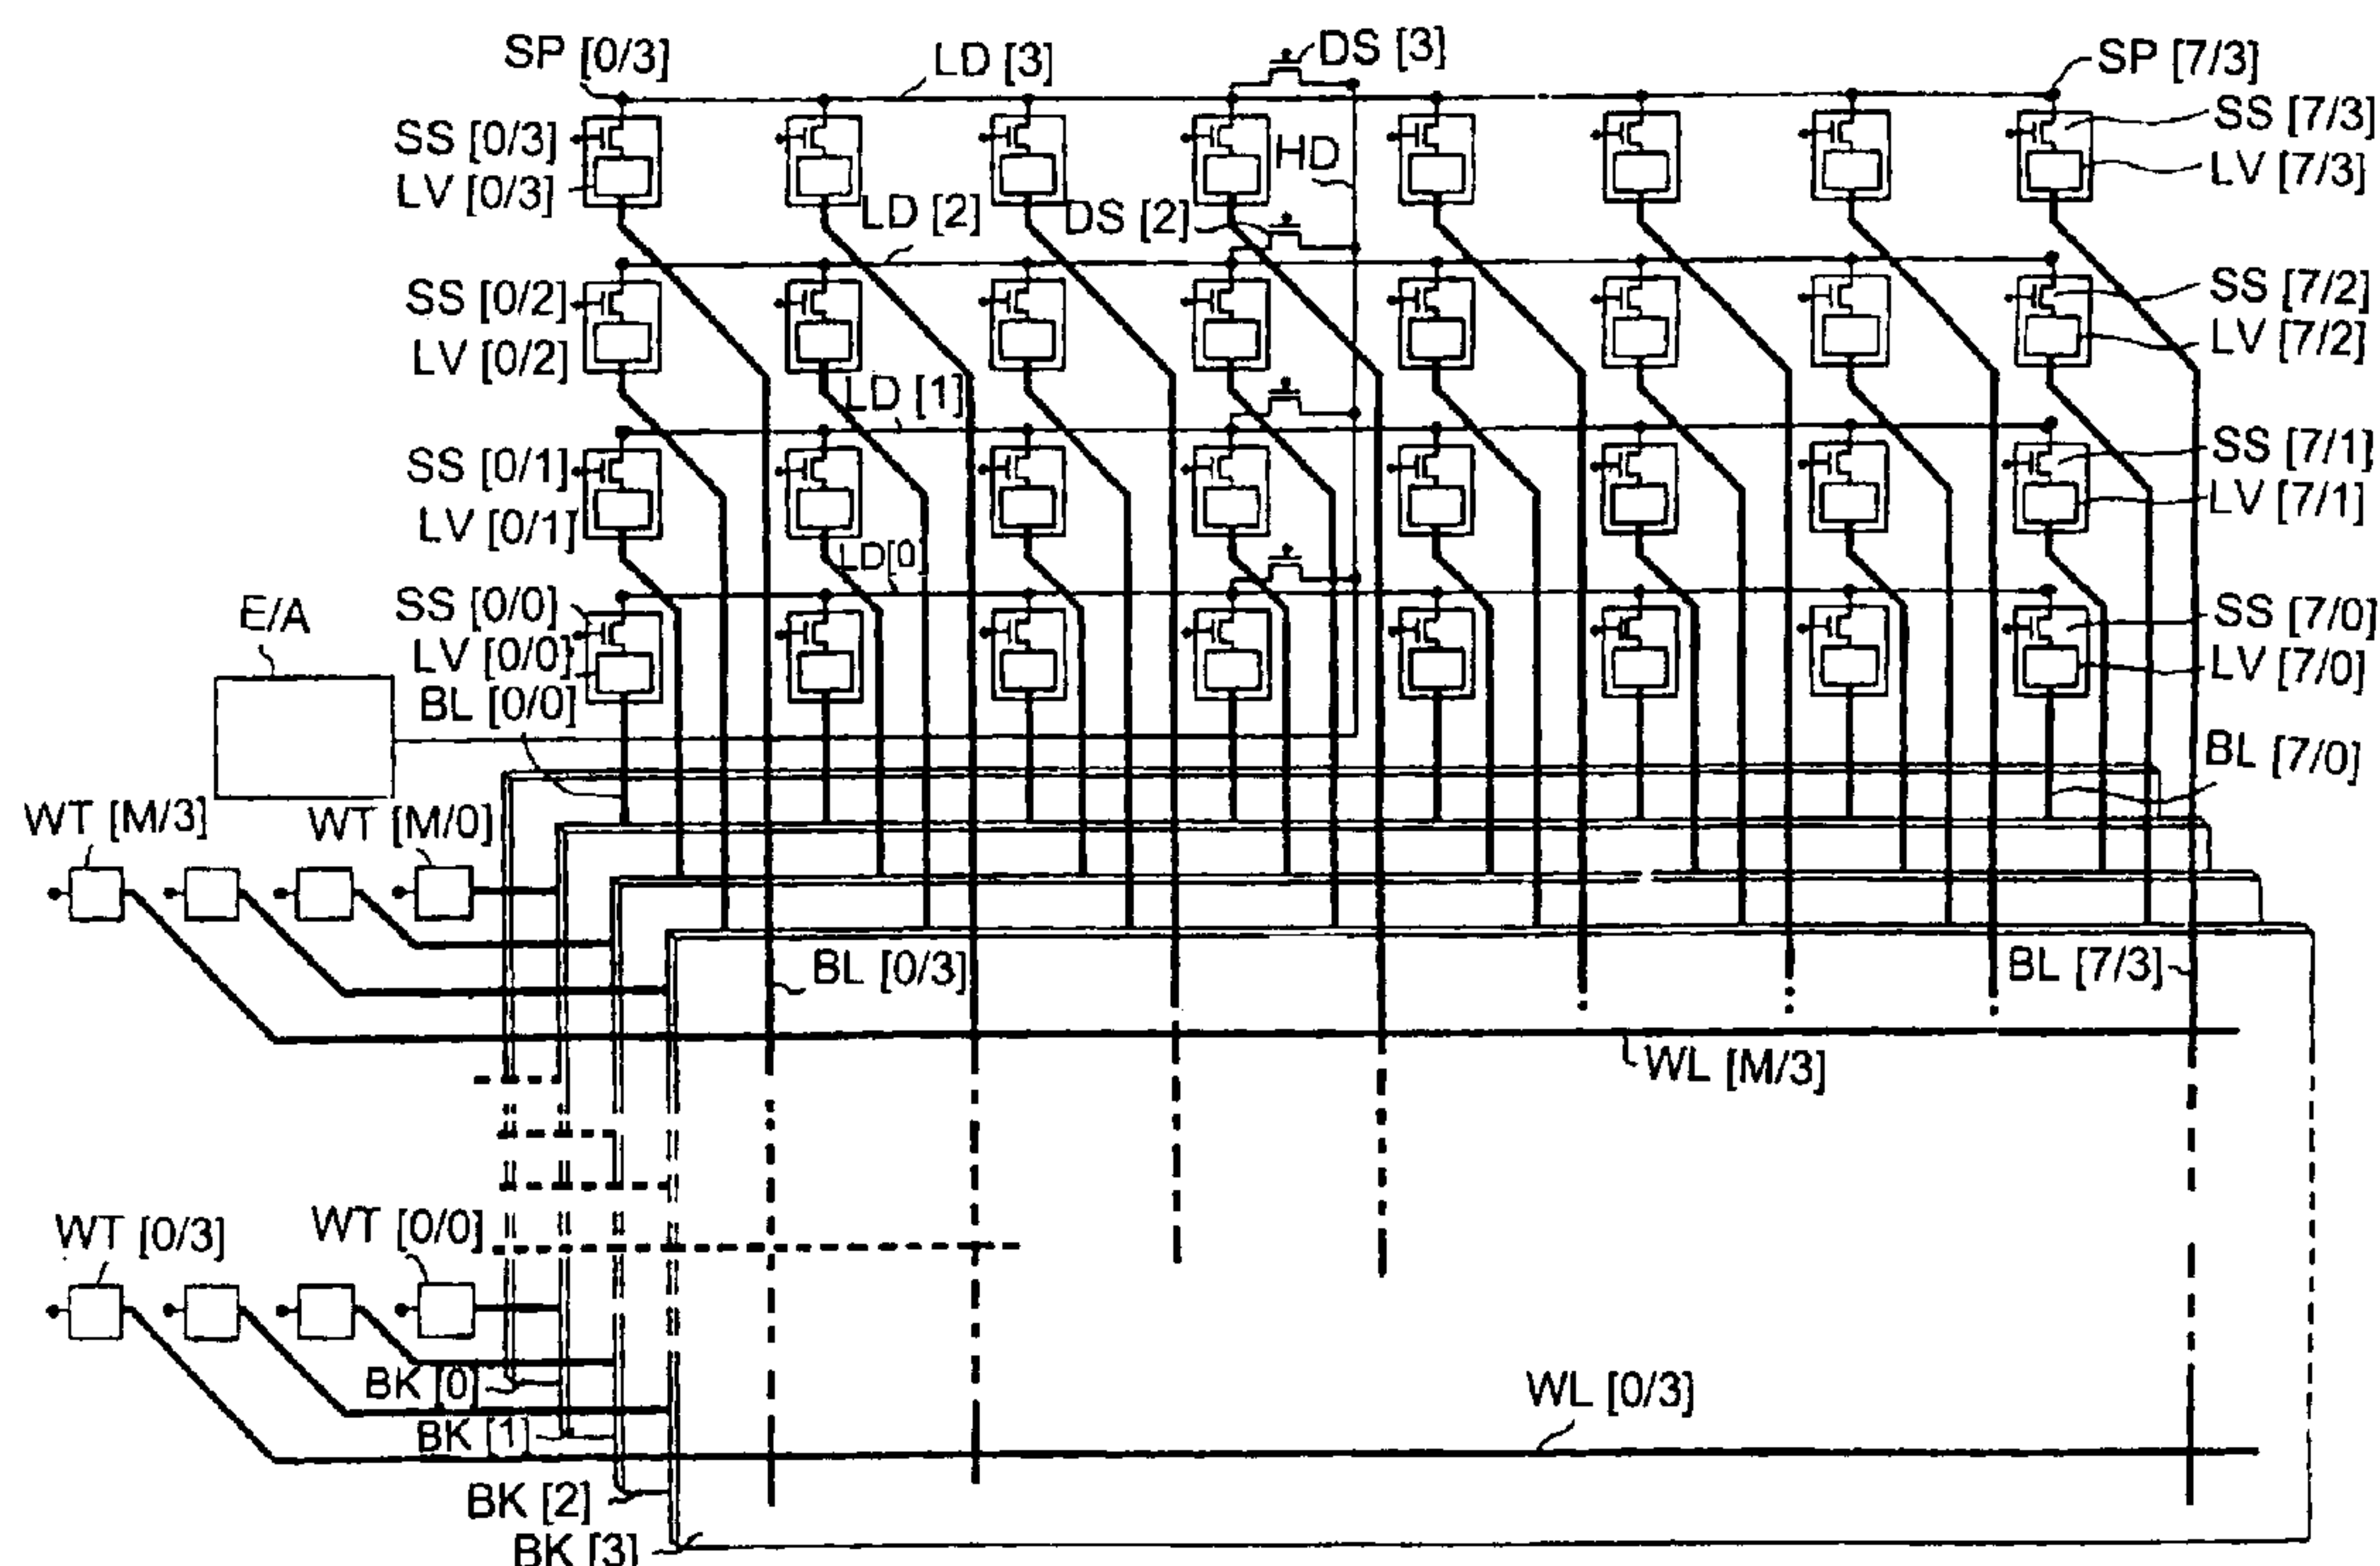 SP [0/3]
LD [3]
DS [3]
SP [7/3]
SS [0/3]
SS [7/3]
LV [0/3]
HD
LV [7/3]
LD [2]
DS [2]
SS [0/2]
SS [7/2]
LV [0/2]
LV [7/2]
LD [1]
SS [0/1]
SS [7/1]
LV [0/1]
LV [7/1]
LD[0]
E/A
SS [0/0]
SS [7/0]
LV [0/0]
LV [7/0]
BL [0/0]
BL [7/0]
WT [M/3]
WT [M/0]
BL [0/3]
BL [7/3]
WL [M/3]
WT [0/3]
WT [0/0]
BK [0]
WL [0/3]
BK [1]
BK [2]
BK [3]